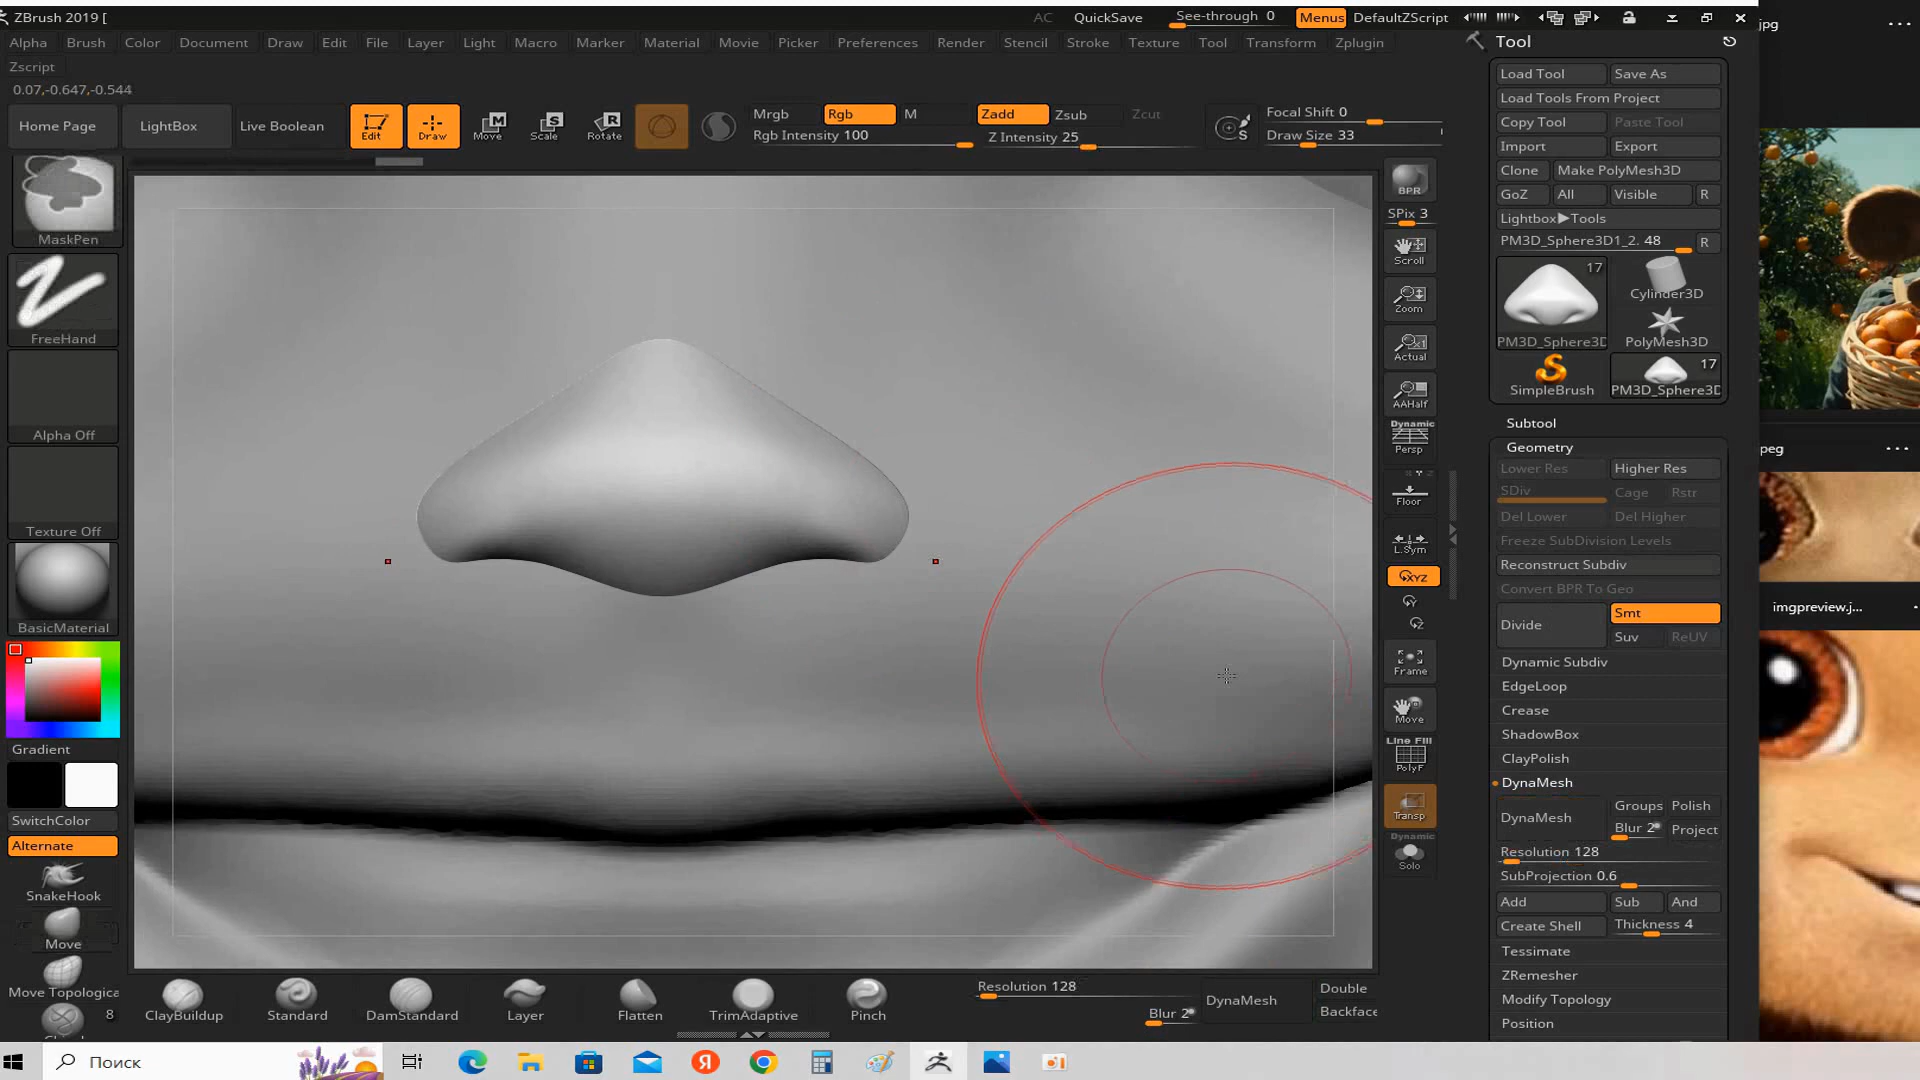 ZBrush 2019 [
AC QuickSave See-through 0 Menus DefaultZScript
Alpha Brush Color Document Draw Edit File Layer Light Macro Marker Material Movie Picker Preferences Render Stencil Stroke Texture Tool Transform Zplugin
Zscript
0.07,-0.647,-0.544
Home Page LightBox Live Boolean Edit Draw Move Scale Rotate
Mrgb Rgb M
Rgb Intensity 100
Zadd Zsub Zcut
Z Intensity 25
S
Focal Shift 0
Draw Size 33
MaskPen
FreeHand
Alpha Off
Texture Off
BasicMaterial
Gradient
SwitchColor
Alternate
SnakeHook
Move
Move Topologica
8
BPR
SPix 3
Scroll
Zoom
Actual
AAHalf
Dynamic
Persp
Floor
L.Sym
XYZ
Y
Z
Frame
Move
Line Fill
PolyF
Transp
Dynamic
Solo
Tool
Load Tool Save As
Load Tools From Project
Copy Tool Paste Tool
Import Export
Clone Make PolyMesh3D
GoZ All Visible R
Lightbox▶Tools
PM3D_Sphere3D1_2. 48 R
17
PM3D_Sphere3D
Cylinder3D
PolyMesh3D
SimpleBrush
17
PM3D_Sphere3D
Subtool
Geometry
Lower Res Higher Res
SDiv Cage Rstr
Del Lower Del Higher
Freeze SubDivision Levels
Reconstruct Subdiv
Convert BPR To Geo
Divide Smt
Suv ReUV
Dynamic Subdiv
EdgeLoop
Crease
ShadowBox
ClayPolish
DynaMesh
DynaMesh Groups Polish
Blur 2 Project
Resolution 128
SubProjection 0.6
Add Sub And
Create Shell Thickness 4
Tessimate
ZRemesher
Modify Topology
Position
ClayBuildup Standard DamStandard Layer Flatten TrimAdaptive Pinch
Resolution 128
Blur 2
DynaMesh
Double
Backface
jpg
...
peg
...
imgpreview.j...
Поиск
Я